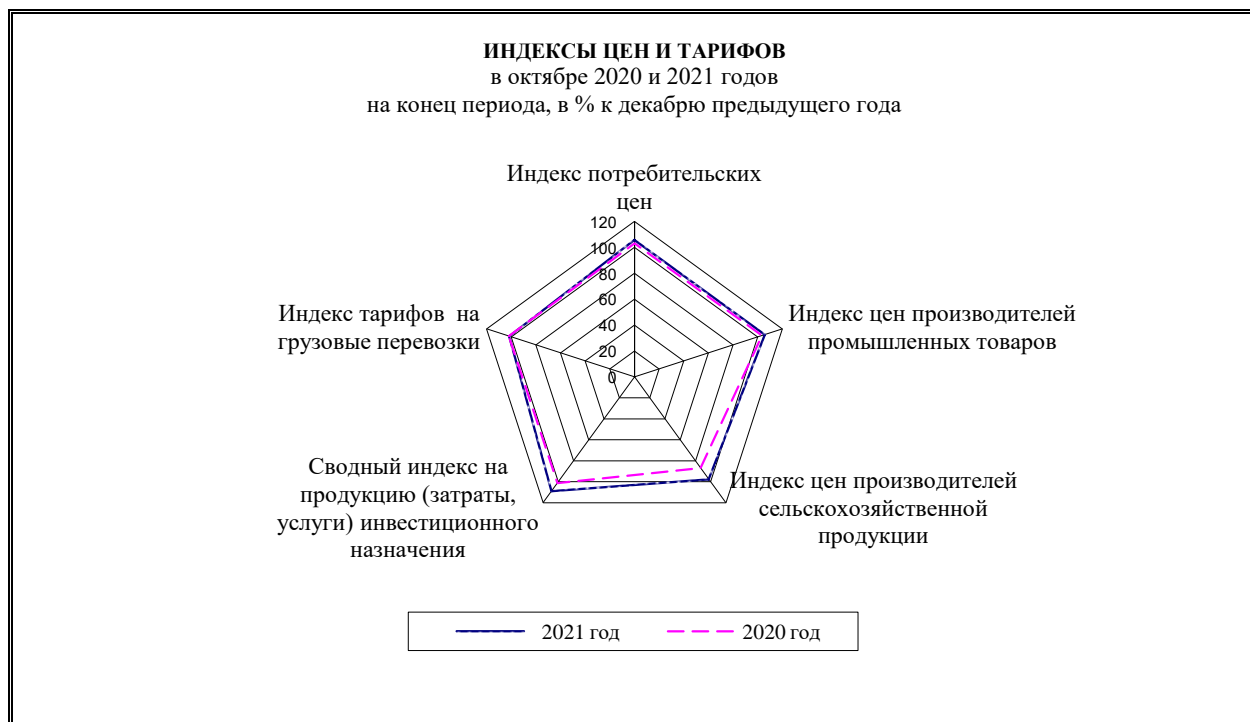 ИНДЕКСЫ ЦЕН И ТАРИФОВ
в октябре 2020 и 2021 годов
на конец периода, в % к декабрю предыдущего года
Индекс потребительских
цен
120
100
80
60
40
20
0
Индекс цен производителей
промышленных товаров
Индекс цен производителей
сельскохозяйственной
продукции
Сводный индекс на
продукцию (затраты,
услуги) инвестиционного
назначения
Индекс тарифов на
грузовые перевозки
2021 год
2020 год